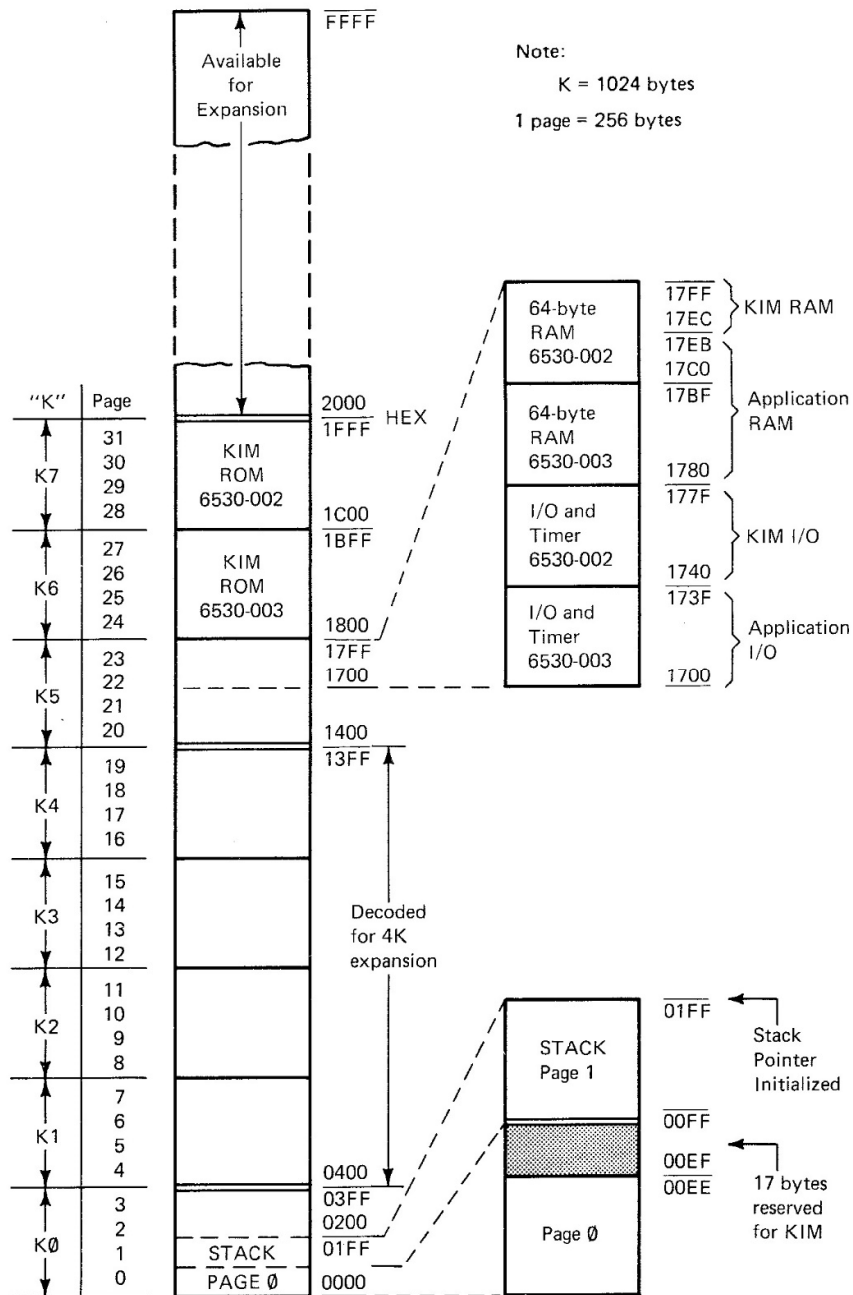 FFFF
Available
for
Expansion
Note:
K = 1024 bytes
1 page = 256 bytes
"K" Page
2000
1FFF HEX
K7
31
30
29
28
KIM
ROM
6530-002
1C00
1BFF
K6
27
26
25
24
KIM
ROM
6530-003
1800
17FF
K5
23
22
21
20
1700
1400
13FF
K4
19
18
17
16
K3
15
14
13
12
Decoded
for 4K
expansion
K2
11
10
9
8
K1
7
6
5
4
0400
03FF
KØ
3
2
1
0
0200
STACK 01FF
PAGE Ø 0000
64-byte
RAM
6530-002
17FF
17EC
KIM RAM
17EB
17C0
64-byte
RAM
6530-003
17BF
1780
Application
RAM
I/O and
Timer
6530-002
177F
1740
KIM I/O
I/O and
Timer
6530-003
173F
1700
Application
I/O
STACK
Page 1
01FF
Stack
Pointer
Initialized
00FF
00EF
00EE
17 bytes
reserved
for KIM
Page Ø